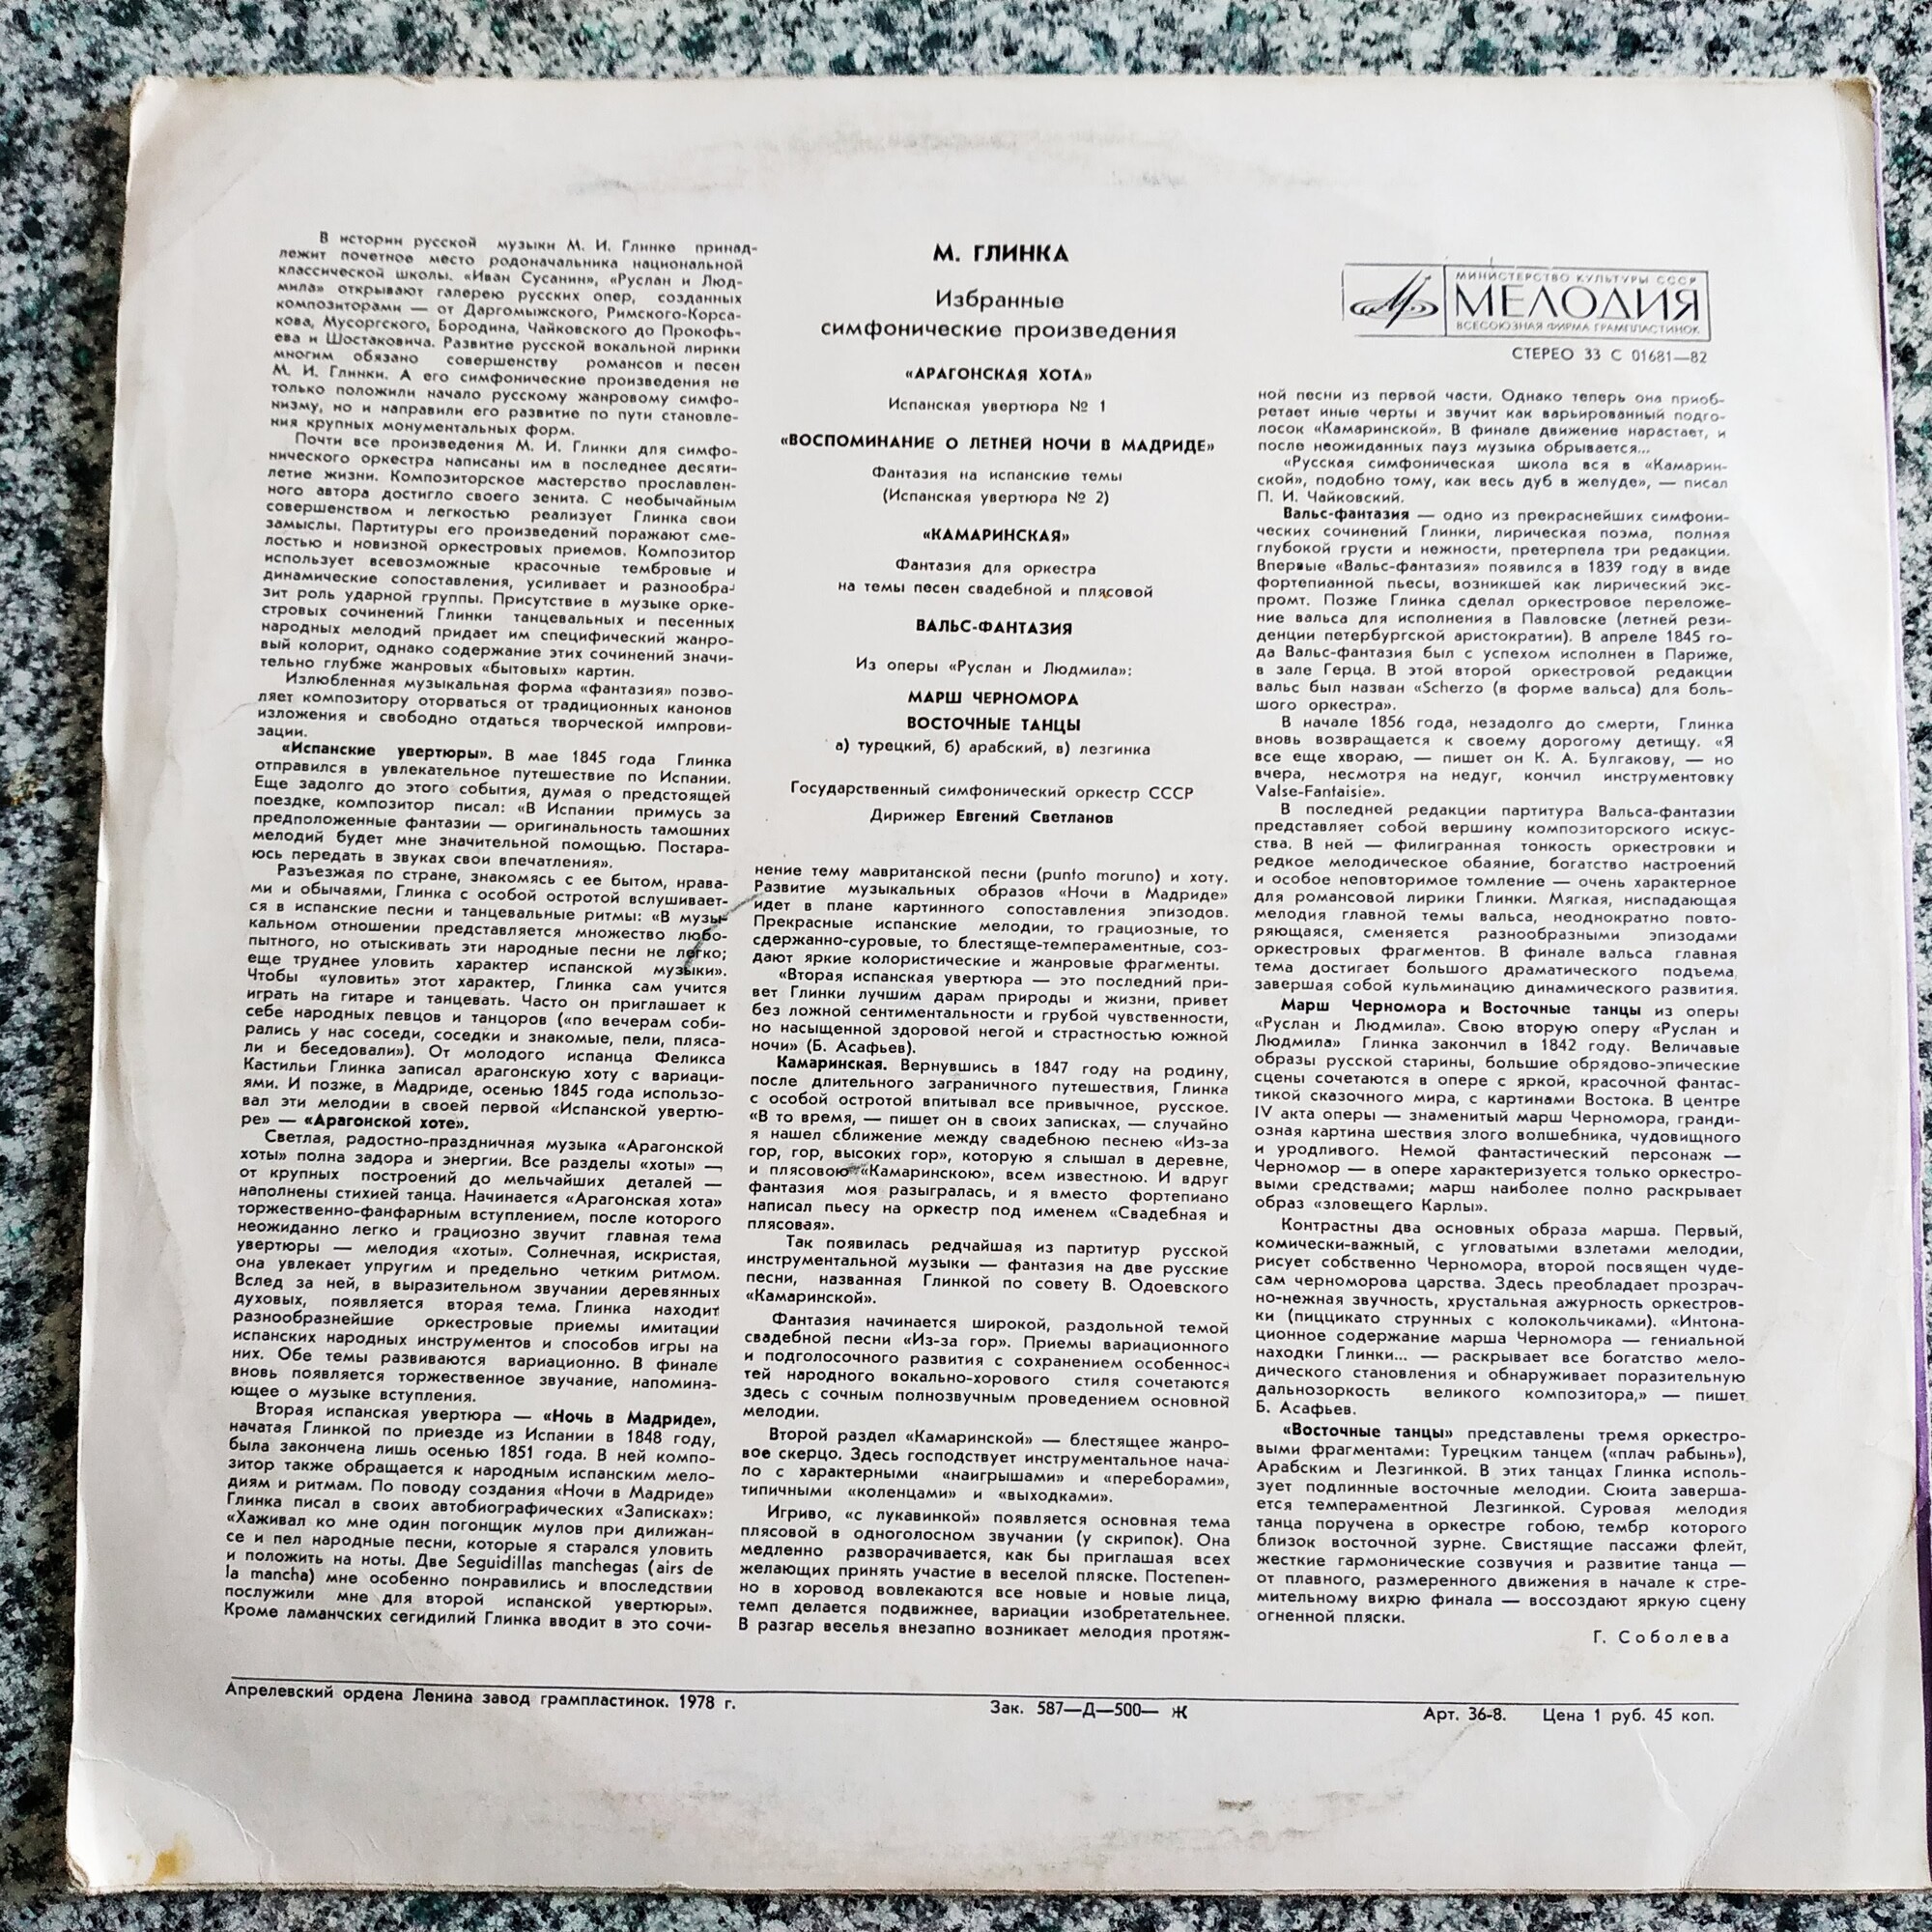 В истории русской музыки М. И. Глинке принад-
лежит почетное место родоначальника национальной
классической школы. «Иван Сусанин», «Руслан и Люд-
мила» открывают галерею русских опер, созданных
композиторами — от Даргомыжского, Римского-Корса-
кова, Мусоргского, Бородина, Чайковского до Прокофь-
ева и Шостаковича. Развитие русской вокальной лирики
многим обязано совершенству романсов и песен
М. И. Глинки. А его симфонические произведения не
только положили начало русскому жанровому симфо-
низму, но и направили его развитие по пути становле-
ния крупных монументальных форм.
Почти все произведения М. И. Глинки для симфо-
нического оркестра написаны им в последнее десяти-
летие жизни. Композиторское мастерство прославлен-
ного автора достигло своего зенита. С необычайным
совершенством и легкостью реализует Глинка свои
замыслы. Партитуры его произведений поражают сме-
лостью и новизной оркестровых приемов. Композитор
использует всевозможные красочные тембровые и
динамические сопоставления, усиливает и разнообра-
зит роль ударной группы. Присутствие в музыке орке-
стровых сочинений Глинки танцевальных и песенных
народных мелодий придает им специфический жанро-
вый колорит, однако содержание этих сочинений значи-
тельно глубже жанровых «бытовых» картин.
Излюбленная музыкальная форма «фантазия» позво-
ляет композитору оторваться от традиционных канонов
изложения и свободно отдаться творческой импрови-
зации.
«Испанские увертюры». В мае 1845 года Глинка
отправился в увлекательное путешествие по Испании.
Еще задолго до этого события, думая о предстоящей
поездке, композитор писал: «В Испании примусь за
предположенные фантазии — оригинальность тамошних
мелодий будет мне значительной помощью. Постара-
юсь передать в звуках свои впечатления».
Разъезжая по стране, знакомясь с ее бытом, нрава-
ми и обычаями, Глинка с особой остротой вслушивает-
ся в испанские песни и танцевальные ритмы: «В музы-
кальном отношении представляется множество любо-
пытного, но отыскивать эти народные песни не легко;
еще труднее уловить характер испанской музыки».
Чтобы «уловить» этот характер, Глинка сам учится
играть на гитаре и танцевать. Часто он приглашает к
себе народных певцов и танцоров («по вечерам соби-
рались у нас соседи, соседки и знакомые, пели, пляса-
ли и беседовали»). От молодого испанца Феликса
Кастильи Глинка записал арагонскую хоту с вариаци-
ями. И позже, в Мадриде, осенью 1845 года использо-
вал эти мелодии в своей первой «Испанской увертю-
ре» — «Арагонской хоте».
Светлая, радостно-праздничная музыка «Арагонской
хоты» полна задора и энергии. Все разделы «хоты» —
от крупных построений до мельчайших деталей —
наполнены стихией танца. Начинается «Арагонская хота»
торжественно-фанфарным вступлением, после которого
неожиданно легко и грациозно звучит главная тема
увертюры — мелодия «хоты». Солнечная, искристая,
она увлекает упругим и предельно четким ритмом.
Вслед за ней, в выразительном звучании деревянных
духовых, появляется вторая тема. Глинка находит
разнообразнейшие оркестровые приемы имитации
испанских народных инструментов и способов игры на
них. Обе темы развиваются вариационно. В финале
вновь появляется торжественное звучание, напомина-
ющее о музыке вступления.
Вторая испанская увертюра — «Ночь в Мадриде»,
начатая Глинкой по приезде из Испании в 1848 году,
была закончена лишь осенью 1851 года. В ней компо-
зитор также обращается к народным испанским мело-
диям и ритмам. По поводу создания «Ночи в Мадриде»
Глинка писал в своих автобиографических «Записках»:
«Хаживал ко мне один погонщик мулов при дилижан-
се и пел народные песни, которые я старался уловить
и положить на ноты. Две Seguidillas manchegas (airs de
la mancha) мне особенно понравились и впоследствии
послужили мне для второй испанской увертюры».
Кроме ламанчских сегидилий Глинка вводит в это сочи-
М. ГЛИНКА
Избранные
симфонические произведения
«АРАГОНСКАЯ ХОТА»
Испанская увертюра № 1
«ВОСПОМИНАНИЕ О ЛЕТНЕЙ НОЧИ В МАДРИДЕ»
Фантазия на испанские темы
(Испанская увертюра № 2)
«КАМАРИНСКАЯ»
Фантазия для оркестра
на темы песен свадебной и плясовой
ВАЛЬС-ФАНТАЗИЯ
Из оперы «Руслан и Людмила»:
МАРШ ЧЕРНОМОРА
ВОСТОЧНЫЕ ТАНЦЫ
а) турецкий, б) арабский, в) лезгинка
Государственный симфонический оркестр СССР
Дирижер Евгений Светланов
нение тему мавританской песни (punto moruno) и хоту.
Развитие музыкальных образов «Ночи в Мадриде»
идет в плане картинного сопоставления эпизодов.
Прекрасные испанские мелодии, то грациозные, то
сдержанно-суровые, то блестяще-темпераментные, соз-
дают яркие колористические и жанровые фрагменты.
«Вторая испанская увертюра — это последний при-
вет Глинки лучшим дарам природы и жизни, привет
без ложной сентиментальности и грубой чувственности,
но насыщенной здоровой негой и страстностью южной
ночи» (Б. Асафьев).
Камаринская. Вернувшись в 1847 году на родину,
после длительного заграничного путешествия, Глинка
с особой остротой впитывал все привычное, русское.
«В то время, — пишет он в своих записках, — случайно
я нашел сближение между свадебною песнею «Из-за
гор, гор, высоких гор», которую я слышал в деревне,
и плясовою «Камаринскою», всем известною. И вдруг
фантазия моя разыгралась, и я вместо фортепиано
написал пьесу на оркестр под именем «Свадебная и
плясовая».
Так появилась редчайшая из партитур русской
инструментальной музыки — фантазия на две русские
песни, названная Глинкой по совету В. Одоевского
«Камаринской».
Фантазия начинается широкой, раздольной темой
свадебной песни «Из-за гор». Приемы вариационного
и подголосочного развития с сохранением особеннос-
тей народного вокально-хорового стиля сочетаются
здесь с сочным полнозвучным проведением основной
мелодии.
Второй раздел «Камаринской» — блестящее жанро-
вое скерцо. Здесь господствует инструментальное нача-
ло с характерными «наигрышами» и «переборами»,
типичными «коленцами» и «выходками».
Игриво, «с лукавинкой» появляется основная тема
плясовой в одноголосном звучании (у скрипок). Она
медленно разворачивается, как бы приглашая всех
желающих принять участие в веселой пляске. Постепен-
но в хоровод вовлекаются все новые и новые лица,
темп делается подвижнее, вариации изобретательнее.
В разгар веселья внезапно возникает мелодия протяж-
МИНИСТЕРСТВО КУЛЬТУРЫ СССР
МЕЛОДИЯ
ВСЕСОЮЗНАЯ ФИРМА ГРАМПЛАСТИНОК
СТЕРЕО 33 С 01681—82
ной песни из первой части. Однако теперь она приоб-
ретает иные черты и звучит как варьированный подго-
лосок «Камаринской». В финале движение нарастает, и
после неожиданных пауз музыка обрывается...
«Русская симфоническая школа вся в «Камарин-
ской», подобно тому, как весь дуб в желуде», — писал
П. И. Чайковский.
Вальс-фантазия — одно из прекраснейших симфони-
ческих сочинений Глинки, лирическая поэма, полная
глубокой грусти и нежности, претерпела три редакции.
Впервые «Вальс-фантазия» появился в 1839 году в виде
фортепианной пьесы, возникшей как лирический экс-
промт. Позже Глинка сделал оркестровое переложе-
ние вальса для исполнения в Павловске (летней рези-
денции петербургской аристократии). В апреле 1845 го-
да Вальс-фантазия был с успехом исполнен в Париже,
в зале Герца. В этой второй оркестровой редакции
вальс был назван «Scherzo (в форме вальса) для боль-
шого оркестра».
В начале 1856 года, незадолго до смерти, Глинка
вновь возвращается к своему дорогому детищу. «Я
все еще хвораю, — пишет он К. А. Булгакову, — но
вчера, несмотря на недуг, кончил инструментовку
Valse-Fantaisie».
В последней редакции партитура Вальса-фантазии
представляет собой вершину композиторского искус-
ства. В ней — филигранная тонкость оркестровки и
редкое мелодическое обаяние, богатство настроений
и особое неповторимое томление — очень характерное
для романсовой лирики Глинки. Мягкая, ниспадающая
мелодия главной темы вальса, неоднократно повто-
ряющаяся, сменяется разнообразными эпизодами
оркестровых фрагментов. В финале вальса главная
тема достигает большого драматического подъема,
завершая собой кульминацию динамического развития.
Марш Черномора и Восточные танцы из оперы
«Руслан и Людмила». Свою вторую оперу «Руслан и
Людмила» Глинка закончил в 1842 году. Величавые
образы русской старины, большие обрядово-эпические
сцены сочетаются в опере с яркой, красочной фантас-
тикой сказочного мира, с картинами Востока. В центре
IV акта оперы — знаменитый марш Черномора, гранди-
озная картина шествия злого волшебника, чудовищного
и уродливого. Немой фантастический персонаж —
Черномор — в опере характеризуется только оркестро-
выми средствами; марш наиболее полно раскрывает
образ «зловещего Карлы».
Контрастны два основных образа марша. Первый,
комически-важный, с угловатыми взлетами мелодии,
рисует собственно Черномора, второй посвящен чуде-
сам черноморова царства. Здесь преобладает прозрач-
но-нежная звучность, хрустальная ажурность оркестров-
ки (пиццикато струнных с колокольчиками). «Интона-
ционное содержание марша Черномора — гениальной
находки Глинки... — раскрывает все богатство мело-
дического становления и обнаруживает поразительную
дальнозоркость великого композитора,» — пишет
Б. Асафьев.
«Восточные танцы» представлены тремя оркестро-
выми фрагментами: Турецким танцем («плач рабынь»),
Арабским и Лезгинкой. В этих танцах Глинка исполь-
зует подлинные восточные мелодии. Сюита заверша-
ется темпераментной Лезгинкой. Суровая мелодия
танца поручена в оркестре гобою, тембр которого
близок восточной зурне. Свистящие пассажи флейт,
жесткие гармонические созвучия и развитие танца —
от плавного, размеренного движения в начале к стре-
мительному вихрю финала — воссоздают яркую сцену
огненной пляски.
Г. Соболева
Апрелевский ордена Ленина завод грампластинок. 1978 г.
Зак. 587—Д—500— Ж
Арт. 36-8. Цена 1 руб. 45 коп.